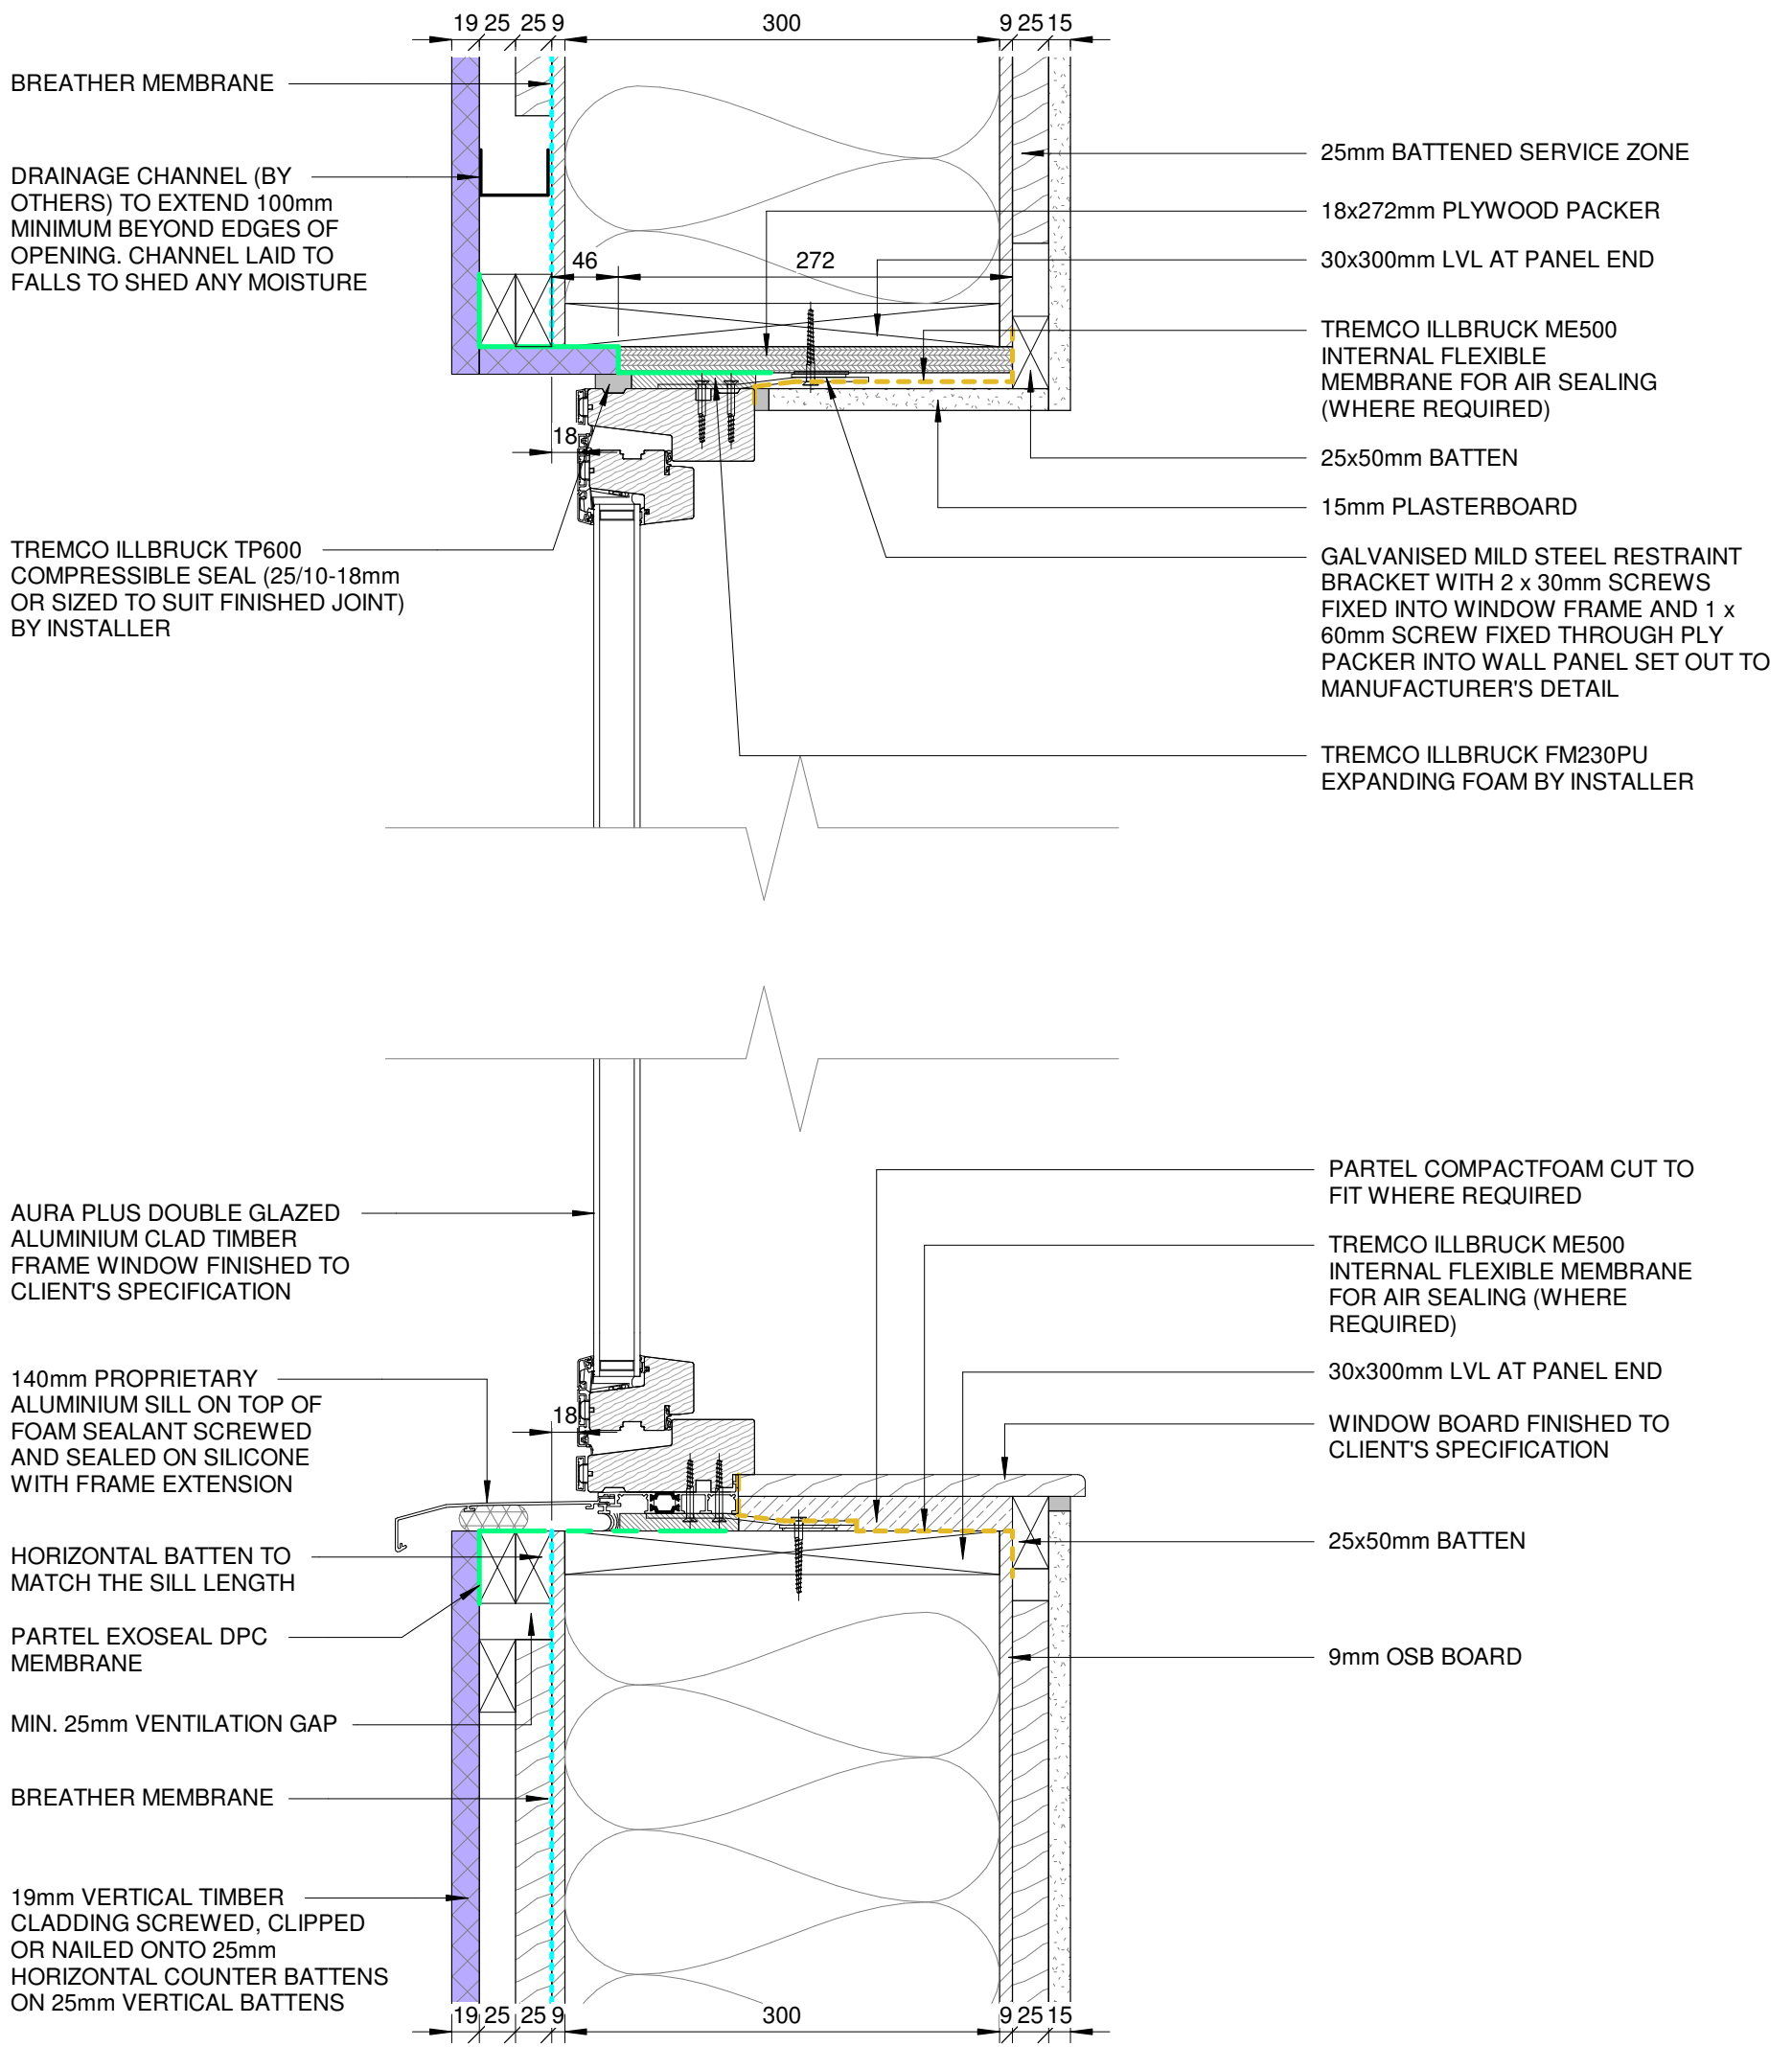 19 25 25 9 300 9 25 15
BREATHER MEMBRANE
DRAINAGE CHANNEL (BY
OTHERS) TO EXTEND 100mm
MINIMUM BEYOND EDGES OF
OPENING. CHANNEL LAID TO
FALLS TO SHED ANY MOISTURE
25mm BATTENED SERVICE ZONE
18x272mm PLYWOOD PACKER
30x300mm LVL AT PANEL END
46 272
TREMCO ILLBRUCK ME500
INTERNAL FLEXIBLE
MEMBRANE FOR AIR SEALING
(WHERE REQUIRED)
18
25x50mm BATTEN
15mm PLASTERBOARD
TREMCO ILLBRUCK TP600
COMPRESSIBLE SEAL (25/10-18mm
OR SIZED TO SUIT FINISHED JOINT)
BY INSTALLER
GALVANISED MILD STEEL RESTRAINT
BRACKET WITH 2 x 30mm SCREWS
FIXED INTO WINDOW FRAME AND 1 x
60mm SCREW FIXED THROUGH PLY
PACKER INTO WALL PANEL SET OUT TO
MANUFACTURER'S DETAIL
TREMCO ILLBRUCK FM230PU
EXPANDING FOAM BY INSTALLER
PARTEL COMPACTFOAM CUT TO
FIT WHERE REQUIRED
AURA PLUS DOUBLE GLAZED
ALUMINIUM CLAD TIMBER
FRAME WINDOW FINISHED TO
CLIENT'S SPECIFICATION
TREMCO ILLBRUCK ME500
INTERNAL FLEXIBLE MEMBRANE
FOR AIR SEALING (WHERE
REQUIRED)
140mm PROPRIETARY
ALUMINIUM SILL ON TOP OF
FOAM SEALANT SCREWED
AND SEALED ON SILICONE
WITH FRAME EXTENSION
18
30x300mm LVL AT PANEL END
WINDOW BOARD FINISHED TO
CLIENT'S SPECIFICATION
25x50mm BATTEN
HORIZONTAL BATTEN TO
MATCH THE SILL LENGTH
PARTEL EXOSEAL DPC
MEMBRANE
9mm OSB BOARD
MIN. 25mm VENTILATION GAP
BREATHER MEMBRANE
19mm VERTICAL TIMBER
CLADDING SCREWED, CLIPPED
OR NAILED ONTO 25mm
HORIZONTAL COUNTER BATTENS
ON 25mm VERTICAL BATTENS
19 25 25 9 300 9 25 15